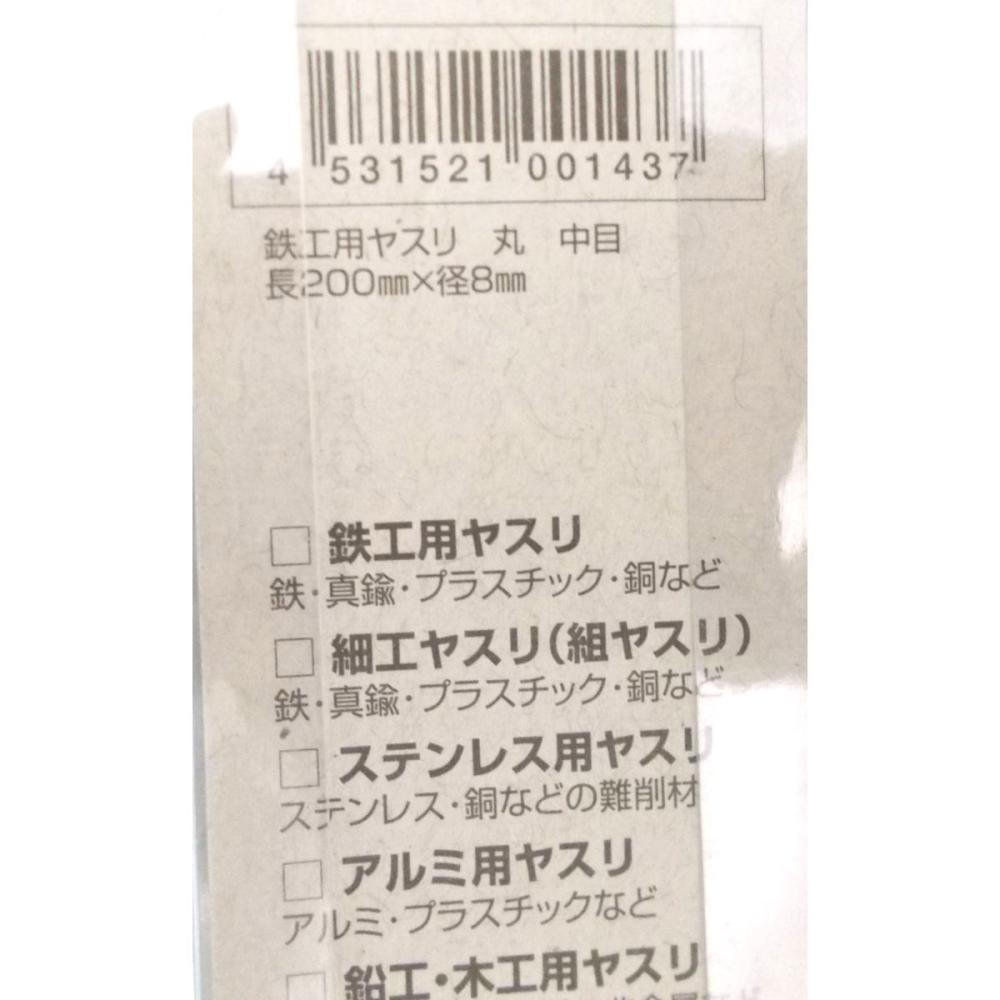 4 531521 001437
鉄工用ヤスリ 丸 中目
長200㎜×径8㎜
□ 鉄工用ヤスリ
鉄・真鍮・プラスチック・銅など
□ 細工ヤスリ(組ヤスリ)
鉄・真鍮・プラスチック・銅など
□ ステンレス用ヤスリ
ステンレス・銅などの難削材
□ アルミ用ヤスリ
アルミ・プラスチックなど
□ 鉛工・木工用ヤスリ